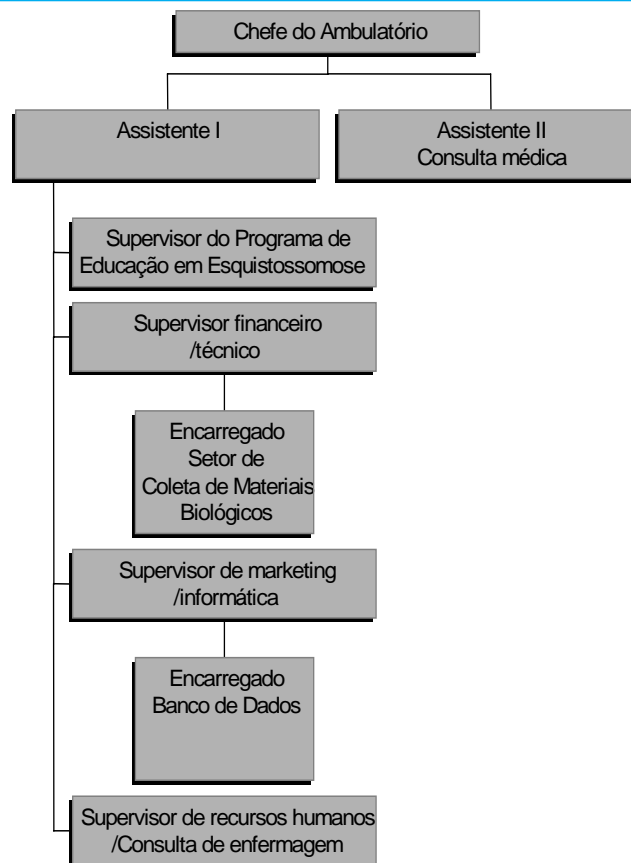 Chefe do Ambulatório
Assistente I
Assistente II
Consulta médica
Supervisor do Programa de
Educação em Esquistossomose
Supervisor financeiro
/técnico
Encarregado
Setor de
Coleta de Materiais
Biológicos
Supervisor de marketing
/informática
Encarregado
Banco de Dados
Supervisor de recursos humanos
/Consulta de enfermagem